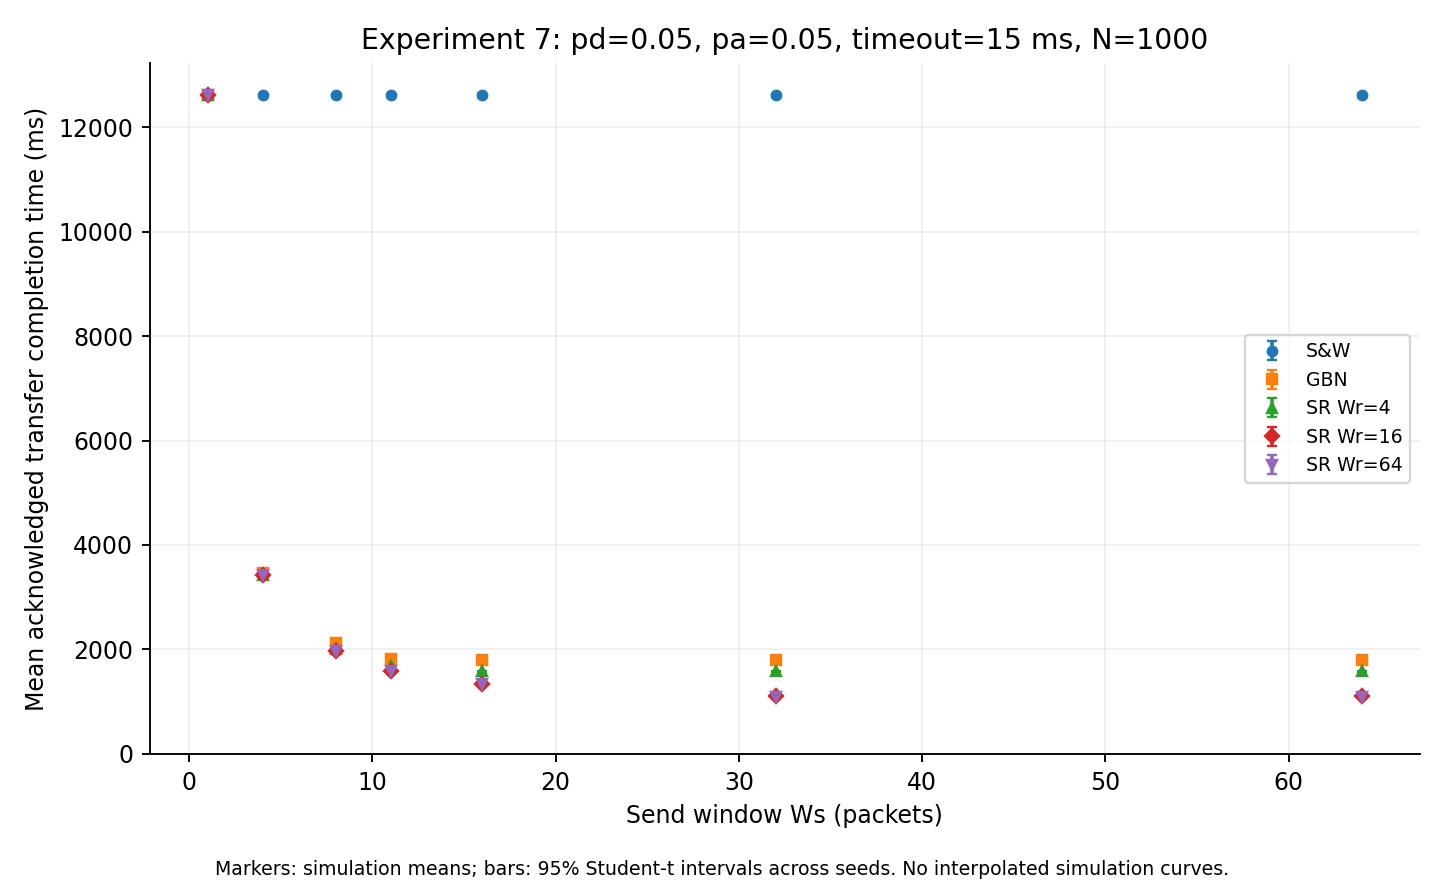 Experiment 7: pd=0.05, pa=0.05, timeout=15 ms, N=1000
Mean acknowledged transfer completion time (ms)
12000
10000
8000
6000
4000
2000
0
S&W
GBN
SR Wr=4
SR Wr=16
SR Wr=64
0 10 20 30 40 50 60
Send window Ws (packets)
Markers: simulation means; bars: 95% Student-t intervals across seeds. No interpolated simulation curves.